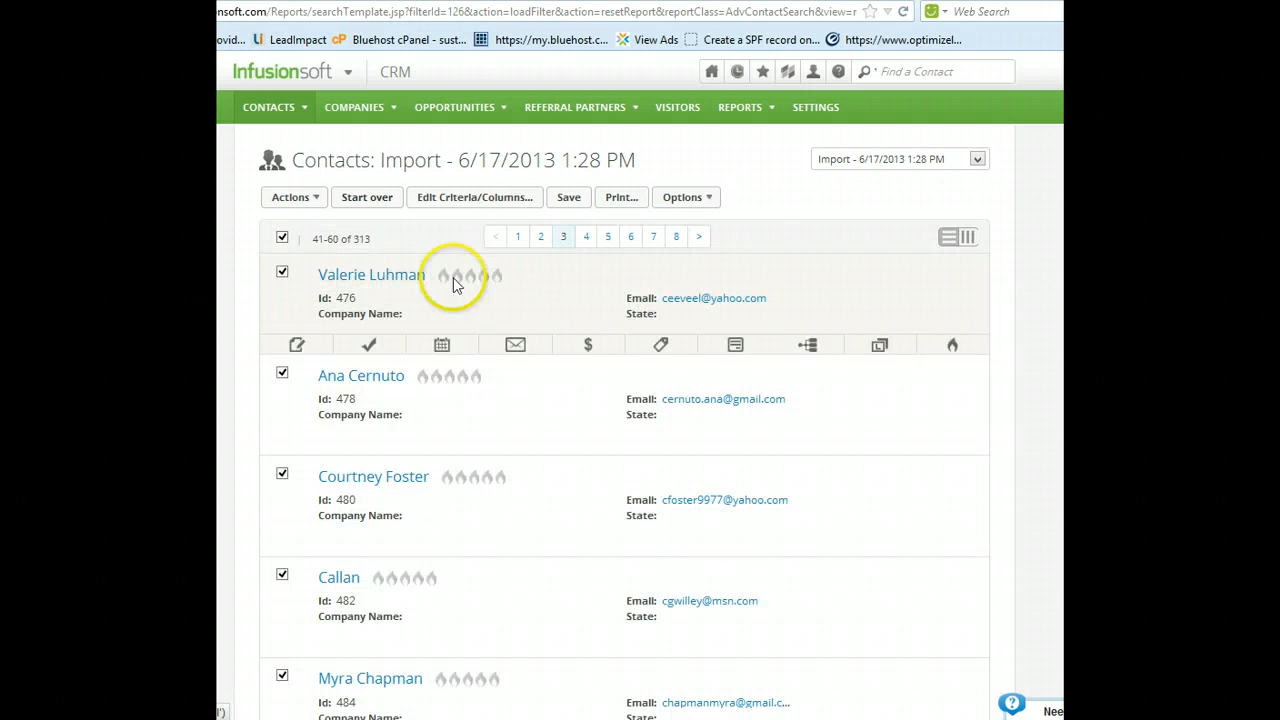 nsoft.com/Reports/searchTemplate.jsp?filterId=126&action=loadFilter&action=resetReport&reportClass=AdvContactSearch&view=r
Web Search
ovid...
LeadImpact
cP Bluehost cPanel - sust...
https://my.bluehost.c...
View Ads
Create a SPF record on...
https://www.optimizel...
Infusionsoft
CRM
Find a Contact
CONTACTS
COMPANIES
OPPORTUNITIES
REFERRAL PARTNERS
VISITORS
REPORTS
SETTINGS
Contacts: Import - 6/17/2013 1:28 PM
Import - 6/17/2013 1:28 PM
Actions
Start over
Edit Criteria/Columns...
Save
Print...
Options
41-60 of 313
< 1 2 3 4 5 6 7 8 >
Valerie Luhman
Id: 476
Email: ceeveel@yahoo.com
Company Name:
State:
$
Ana Cernuto
Id: 478
Email: cernuto.ana@gmail.com
Company Name:
State:
Courtney Foster
Id: 480
Email: cfoster9977@yahoo.com
Company Name:
State:
Callan
Id: 482
Email: cgwilley@msn.com
Company Name:
State:
Myra Chapman
Id: 484
Email: chapmanmyra@gmail.c...
Company Name:
State:
')
?
Nee